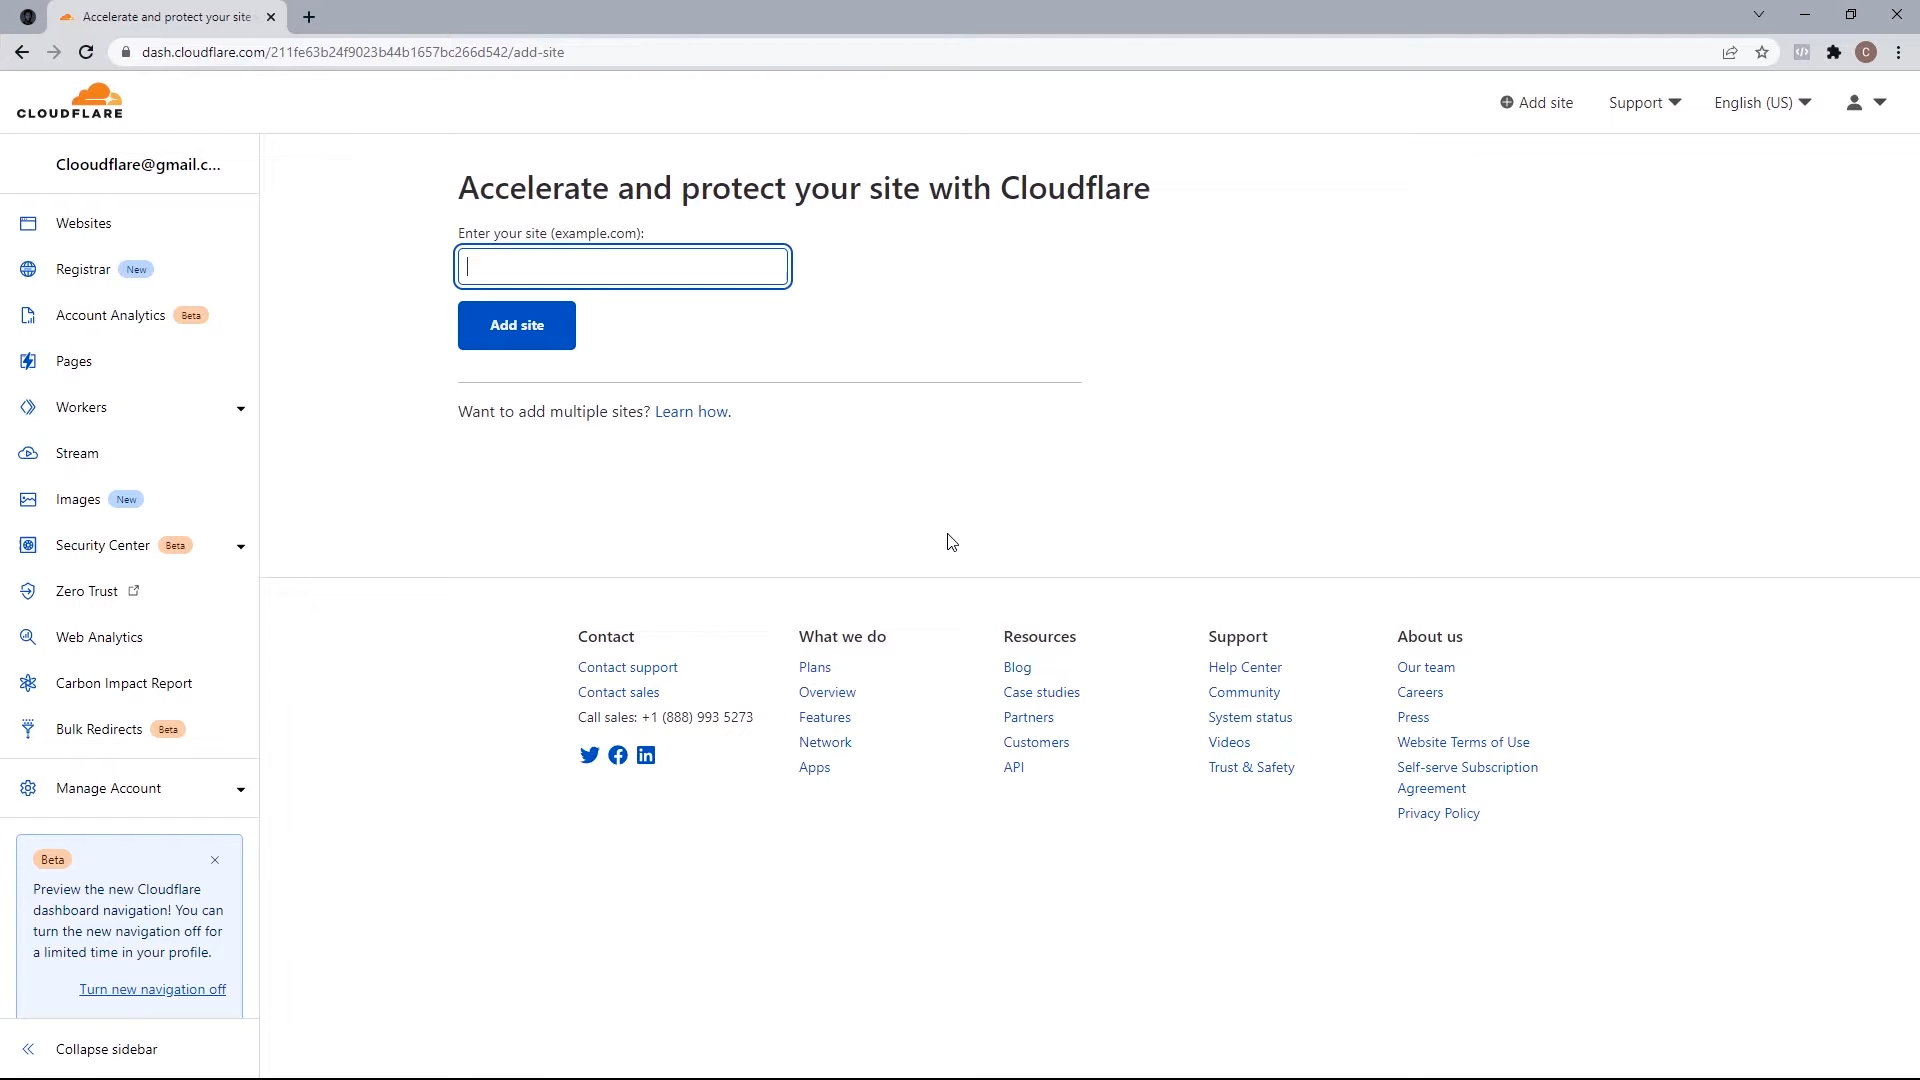 Accelerate and protect your site
dash.cloudflare.com/211fe63b24f9023b44b1657bc266d542/add-site
C
CLOUDFLARE
Add site
Support
English (US)
Clooudflare@gmail.c...
Websites
Registrar New
Account Analytics Beta
Pages
Workers
Stream
Images New
Security Center Beta
Zero Trust
Web Analytics
Carbon Impact Report
Bulk Redirects Beta
Manage Account
Beta
Preview the new Cloudflare
dashboard navigation! You can
turn the new navigation off for
a limited time in your profile.
Turn new navigation off
Collapse sidebar
Accelerate and protect your site with Cloudflare
Enter your site (example.com):
Add site
Want to add multiple sites? Learn how.
Contact
Contact support
Contact sales
Call sales: +1 (888) 993 5273
What we do
Plans
Overview
Features
Network
Apps
Resources
Blog
Case studies
Partners
Customers
API
Support
Help Center
Community
System status
Videos
Trust & Safety
About us
Our team
Careers
Press
Website Terms of Use
Self-serve Subscription
Agreement
Privacy Policy